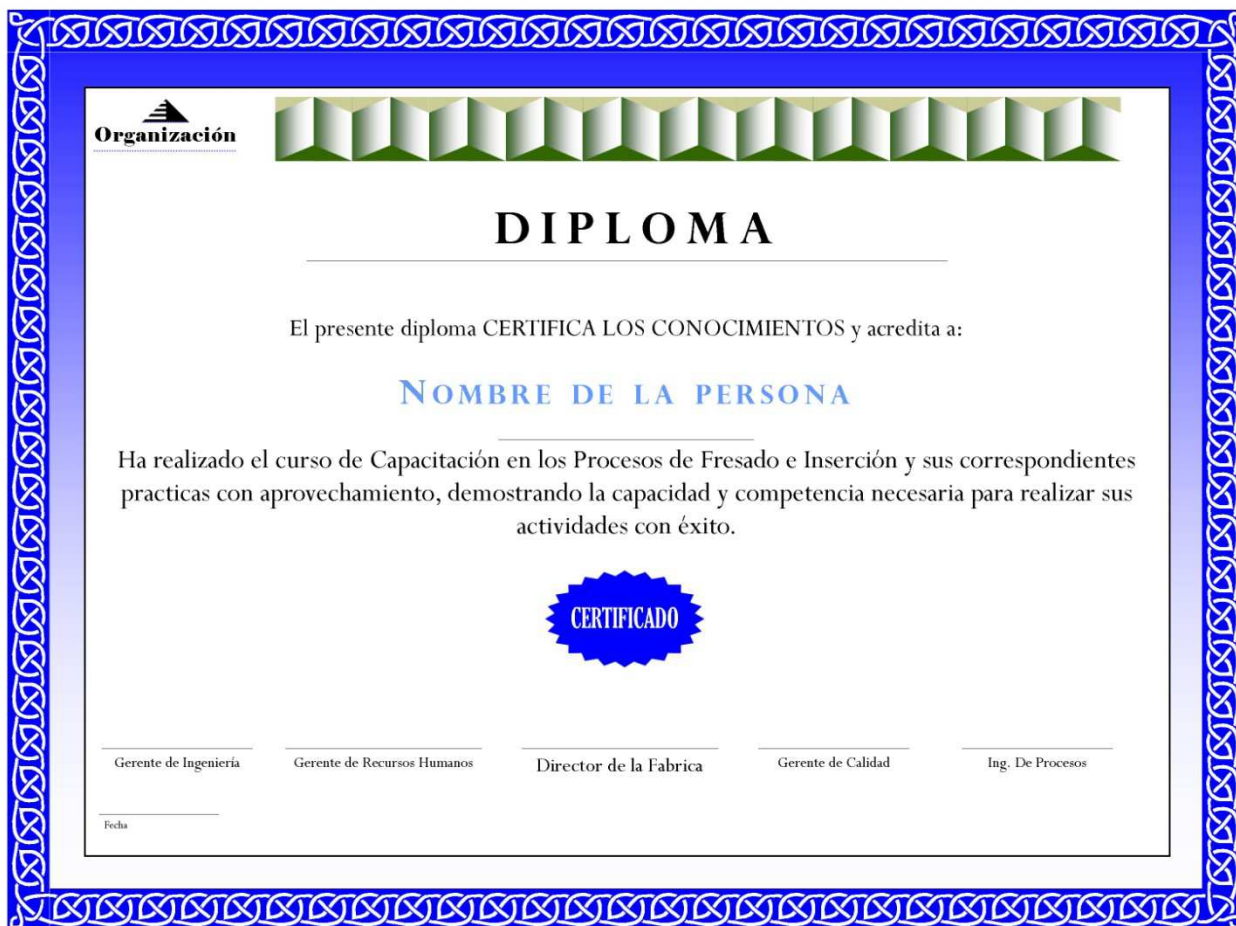 Organización
DIPLOMA
El presente diploma CERTIFICA LOS CONOCIMIENTOS y acredita a:
NOMBRE DE LA PERSONA
Ha realizado el curso de Capacitación en los Procesos de Fresado e Inserción y sus correspondientes
practicas con aprovechamiento, demostrando la capacidad y competencia necesaria para realizar sus
actividades con éxito.
CERTIFICADO
Gerente de Ingeniería
Gerente de Recursos Humanos
Director de la Fabrica
Gerente de Calidad
Ing. De Procesos
Fecha